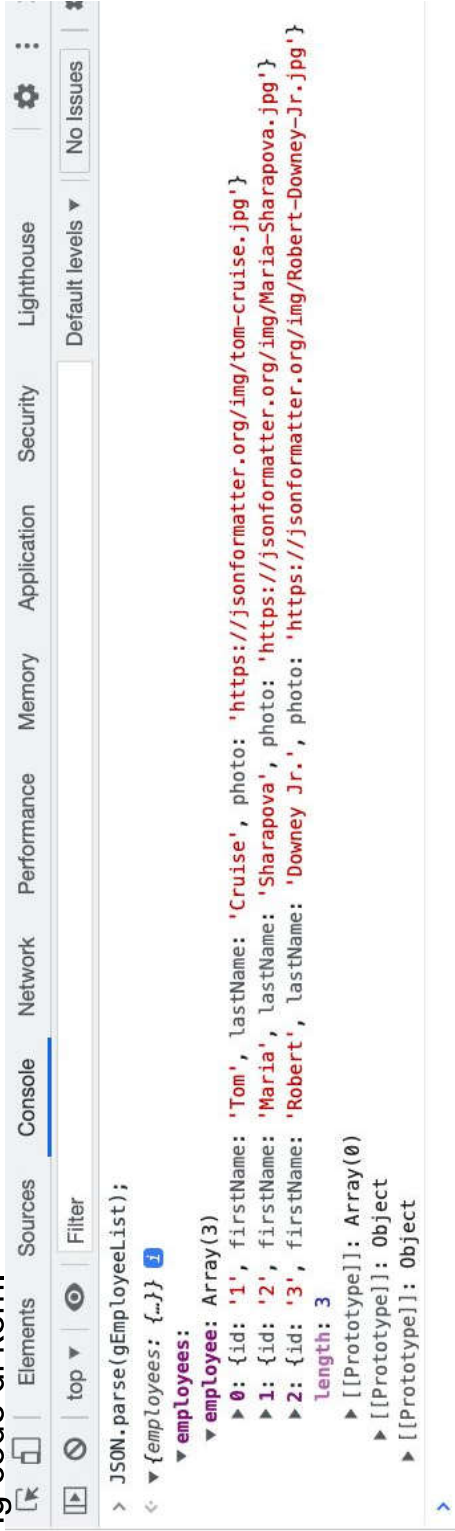 Elements Sources Console Network Performance Memory Application Security Lighthouse
top ▼ Filter Default levels ▼ No Issues
> JSON.parse(gEmployeeList);
<· ▼{employees: {…}} i
▼employees:
▼employee: Array(3)
▶0: {id: '1', firstName: 'Tom', lastName: 'Cruise', photo: 'https://jsonformatter.org/img/tom-cruise.jpg'}
▶1: {id: '2', firstName: 'Maria', lastName: 'Sharapova', photo: 'https://jsonformatter.org/img/Maria-Sharapova.jpg'}
▶2: {id: '3', firstName: 'Robert', lastName: 'Downey Jr.', photo: 'https://jsonformatter.org/img/Robert-Downey-Jr.jpg'}
length: 3
▶[[Prototype]]: Array(0)
▶[[Prototype]]: Object
▶[[Prototype]]: Object
>